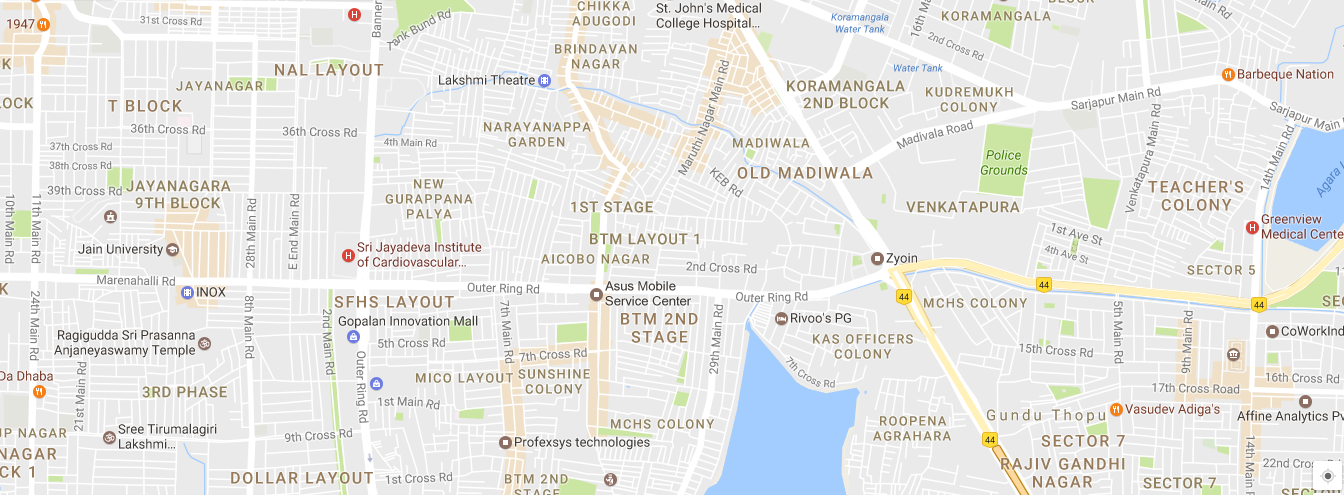 1947
31st Cross Rd
Banner
Tank Bund Rd
CHIKKA
ADUGODI
St. John's Medical
College Hospital...
Koramangala
Water Tank
16th
KORAMANGALA
2nd Cross Rd
BRINDAVAN
NAGAR
NAL LAYOUT
JAYANAGAR
Lakshmi Theatre
Water Tank
Barbeque Nation
KORAMANGALA
2ND BLOCK
KUDREMUKH
COLONY
Sarjapur Main Rd
Sarjapur Main
T BLOCK
36th Cross Rd
36th Cross Rd
4th Main Rd
NARAYANAPPA
GARDEN
Maruthi Nagar Main Rd
MADIWALA
Madivala Road
Venkatapura Main Rd
14th Main Rd
37th Cross Rd
38th Cross Rd
39th Cross Rd
JAYANAGARA
9TH BLOCK
NEW
GURAPPANA
PALYA
KEB Rd
OLD MADIWALA
Police
Grounds
TEACHER'S
COLONY
Agara
10th Main Rd
11th Main Rd
28th Main Rd
E End Main Rd
1ST STAGE
VENKATAPURA
1st Ave St
4th Ave St
Greenview
Medical Cente
Jain University
Sri Jayadeva Institute
of Cardiovascular...
BTM LAYOUT 1
AICOBO NAGAR
2nd Cross Rd
Zyoin
SECTOR 5
Marenahalli Rd
INOX
SFHS LAYOUT
Outer Ring Rd
Asus Mobile
Service Center
Outer Ring Rd
44
44
44
MCHS COLONY
24th Main Rd
8th Main Rd
2nd Main Rd
Gopalan Innovation Mall
7th Main Rd
BTM 2ND
STAGE
29th Main Rd
Rivoo's PG
5th Main Rd
9th Main Rd
CoWorkInd
Ragigudda Sri Prasanna
Anjaneyaswamy Temple
5th Cross Rd
7th Cross Rd
KAS OFFICERS
COLONY
15th Cross Rd
Da Dhaba
21st Main Rd
3RD PHASE
Outer Ring Rd
MICO LAYOUT
SUNSHINE
COLONY
7th Cross Rd
16th Cross Rd
17th Cross Road
1st Main Rd
Gundu Thopu
Vasudev Adiga's
Affine Analytics Pv
Sree Tirumalagiri
Lakshmi...
9th Cross Rd
MCHS COLONY
ROOPENA
AGRAHARA
UP NAGAR
Profexsys technologies
44
SECTOR 7
14th Main
NAGAR
CK 1
DOLLAR LAYOUT
1st Cross Rd
BTM 2ND
STAGE
RAJIV GANDHI
NAGAR
SECTOR 7
22nd Cross